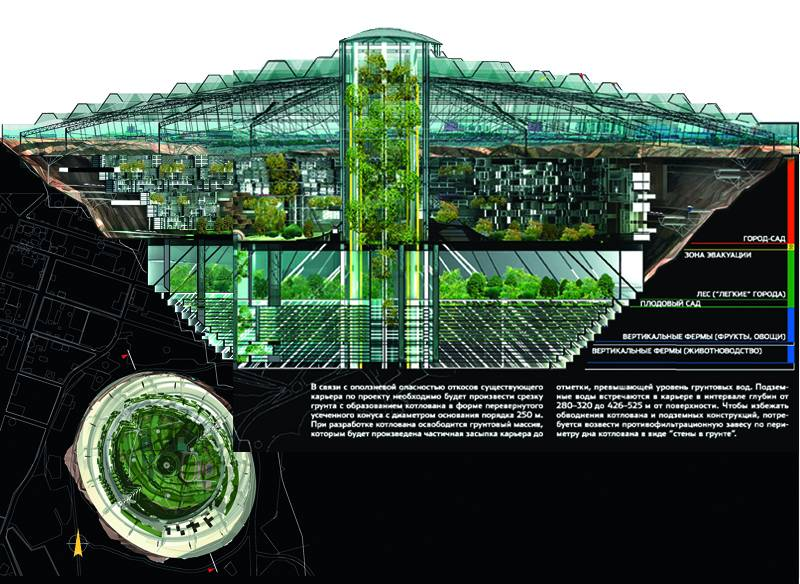 ГОРОД-САД
ЗОНА ЭВАКУАЦИИ
ЛЕС ("ЛЕГКИЕ" ГОРОДА)
ПЛОДОВЫЙ САД
ВЕРТИКАЛЬНЫЕ ФЕРМЫ (ФРУКТЫ, ОВОЩИ)
ВЕРТИКАЛЬНЫЕ ФЕРМЫ (ЖИВОТНОВОДСТВО)
В связи с оползневой опасностью откосов существующего
карьера по проекту необходимо будет произвести срезку
грунта с образованием котлована в форме перевернутого
усеченного конуса с диаметром основания порядка 250 м.
При разработке котлована освободится грунтовый массив,
которым будет произведена частичная засыпка карьера до
отметки, превышающей уровень грунтовых вод. Подзем-
ные воды встречаются в карьере в интервале глубин от
280–320 до 426–525 м от поверхности. Чтобы избежать
обводнения котлована и подземных конструкций, потре-
буется возвести противофильтрационную завесу по пери-
метру дна котлована в виде "стены в грунте".